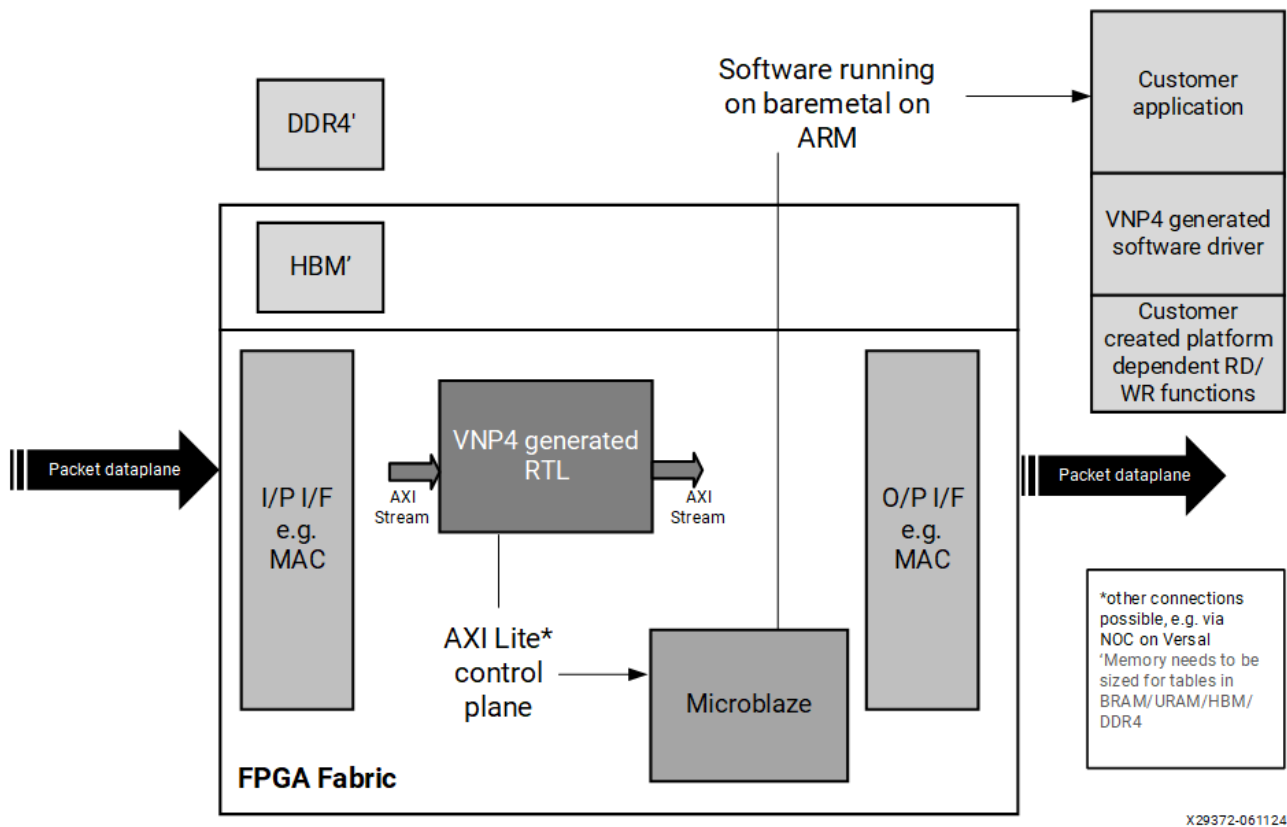 DDR4'
Software running
on baremetal on
ARM
Customer
application
VNP4 generated
software driver
Customer
created platform
dependent RD/
WR functions
HBM’
Packet dataplane
I/P I/F
e.g.
MAC
AXI
Stream
VNP4 generated
RTL
AXI
Stream
O/P I/F
e.g.
MAC
Packet dataplane
AXI Lite*
control
plane
Microblaze
FPGA Fabric
*other connections
possible, e.g. via
NOC on Versal
‘Memory needs to be
sized for tables in
BRAM/URAM/HBM/
DDR4
X29372-061124